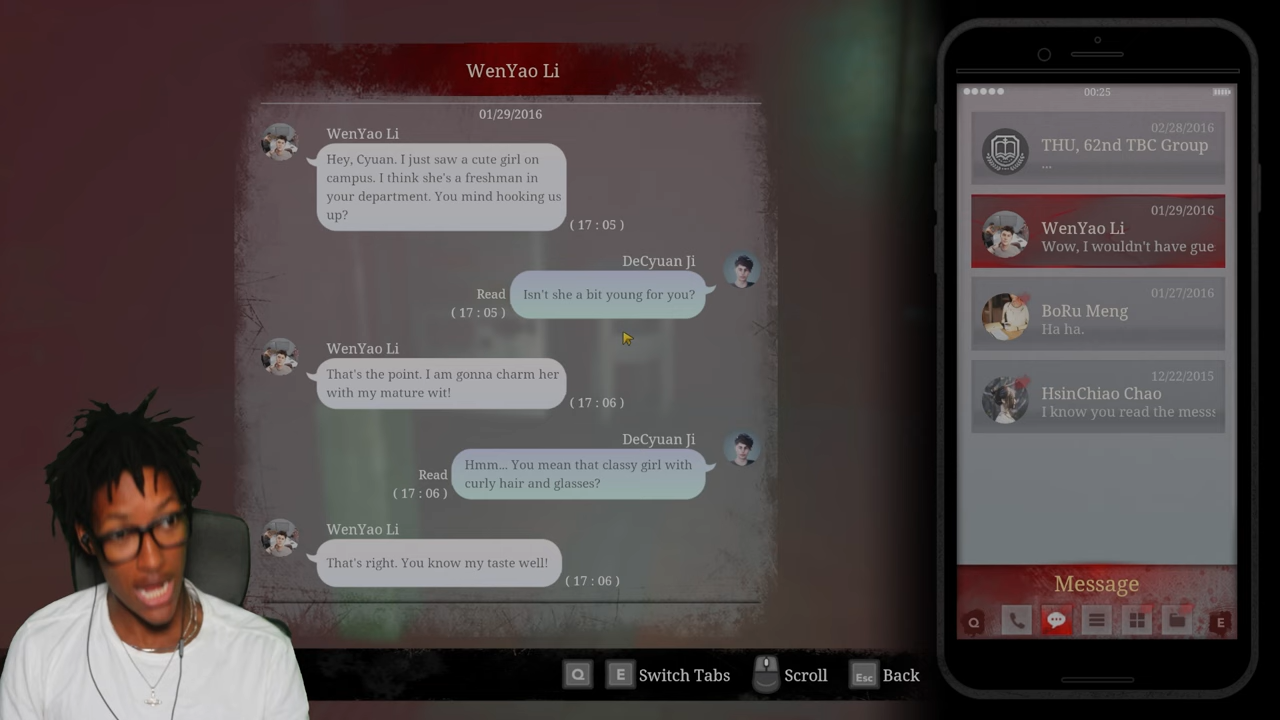 WenYao Li
01/29/2016
WenYao Li
Hey, Cyuan. I just saw a cute girl on
campus. I think she's a freshman in
your department. You mind hooking us
up?
( 17 : 05 )
DeCyuan Ji
Isn't she a bit young for you?
Read
( 17 : 05 )
WenYao Li
That's the point. I am gonna charm her
with my mature wit!
( 17 : 06 )
DeCyuan Ji
Hmm... You mean that classy girl with
curly hair and glasses?
Read
( 17 : 06 )
WenYao Li
That's right. You know my taste well!
( 17 : 06 )
Q E Switch Tabs Scroll Esc Back
00:25
02/28/2016
THU, 62nd TBC Group
...
01/29/2016
WenYao Li
Wow, I wouldn't have gue
01/27/2016
BoRu Meng
Ha ha.
12/22/2015
HsinChiao Chao
I know you read the mess
Message
Q E